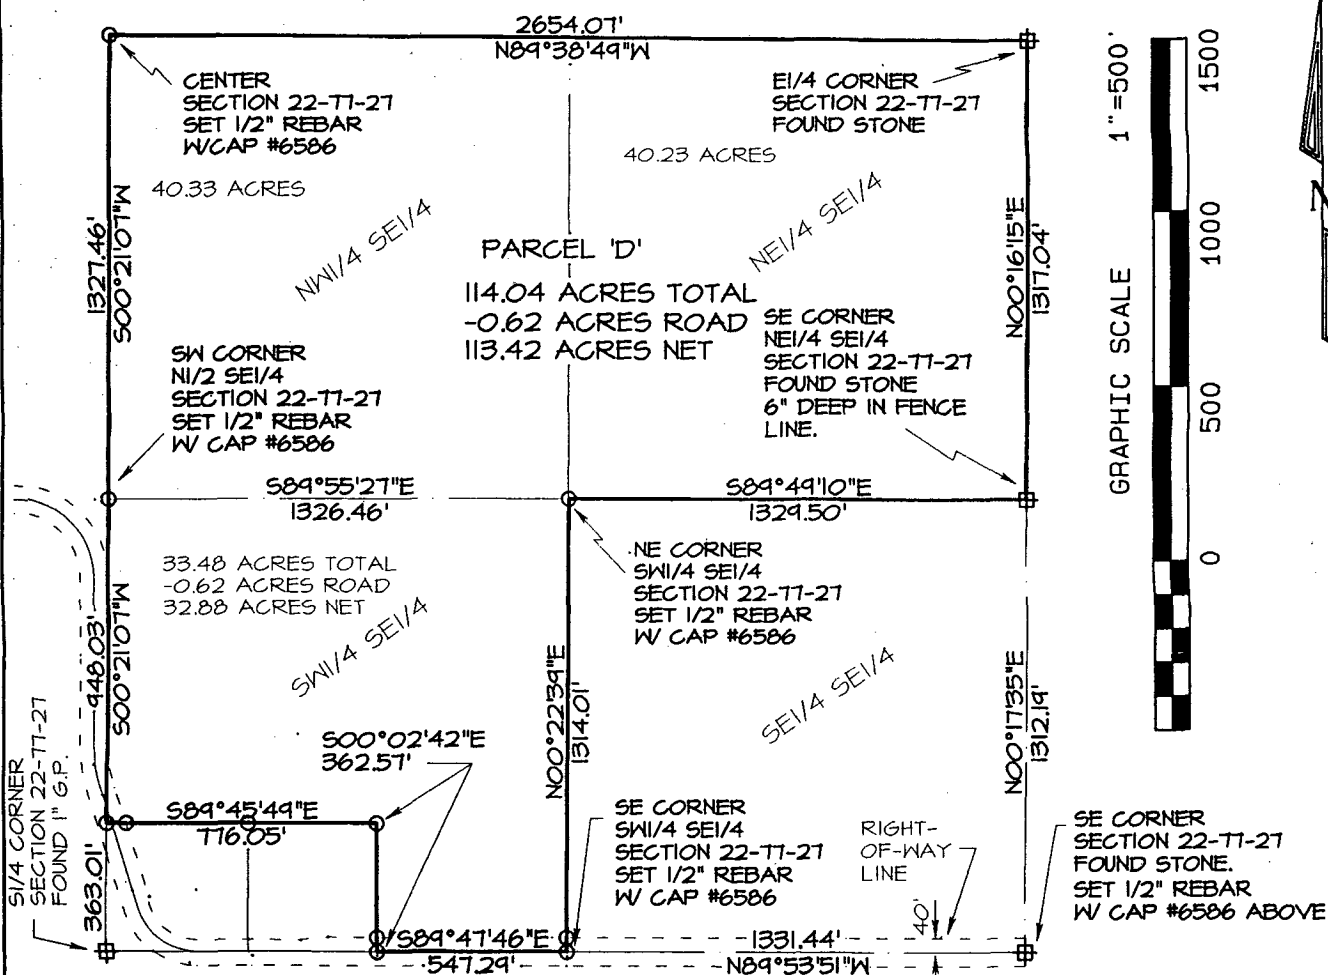 2654.07'
N89°38'49"W
CENTER
SECTION 22-77-27
SET 1/2" REBAR
W/CAP #6586
E1/4 CORNER
SECTION 22-77-27
FOUND STONE
40.33 ACRES
40.23 ACRES
1327.46'
S00°21'07"W
NW1/4 SE1/4
NE1/4 SE1/4
N00°16'15"E
1317.04'
PARCEL 'D'
114.04 ACRES TOTAL
-0.62 ACRES ROAD
113.42 ACRES NET
SW CORNER
N1/2 SE1/4
SECTION 22-77-27
SET 1/2" REBAR
W/ CAP #6586
SE CORNER
NE1/4 SE1/4
SECTION 22-77-27
FOUND STONE
6" DEEP IN FENCE
LINE.
S89°55'27"E
1326.46'
S89°49'10"E
1329.50'
33.48 ACRES TOTAL
-0.62 ACRES ROAD
32.88 ACRES NET
NE CORNER
SW1/4 SE1/4
SECTION 22-77-27
SET 1/2" REBAR
W/ CAP #6586
948.03'
S00°21'07"W
SW1/4 SE1/4
N00°22'39"E
1314.01'
SE1/4 SE1/4
N00°17'35"E
1312.19'
S00°02'42"E
362.57'
S1/4 CORNER
SECTION 22-77-27
FOUND 1" G.P.
363.01'
S89°45'49"E
776.05'
SE CORNER
SW1/4 SE1/4
SECTION 22-77-27
SET 1/2" REBAR
W/ CAP #6586
RIGHT-
OF-WAY
LINE
40'
SE CORNER
SECTION 22-77-27
FOUND STONE.
SET 1/2" REBAR
W/ CAP #6586 ABOVE
S89°47'46"E
547.29'
1331.44'
N89°53'51"W
1"=500'
GRAPHIC SCALE
1500
1000
500
0
N